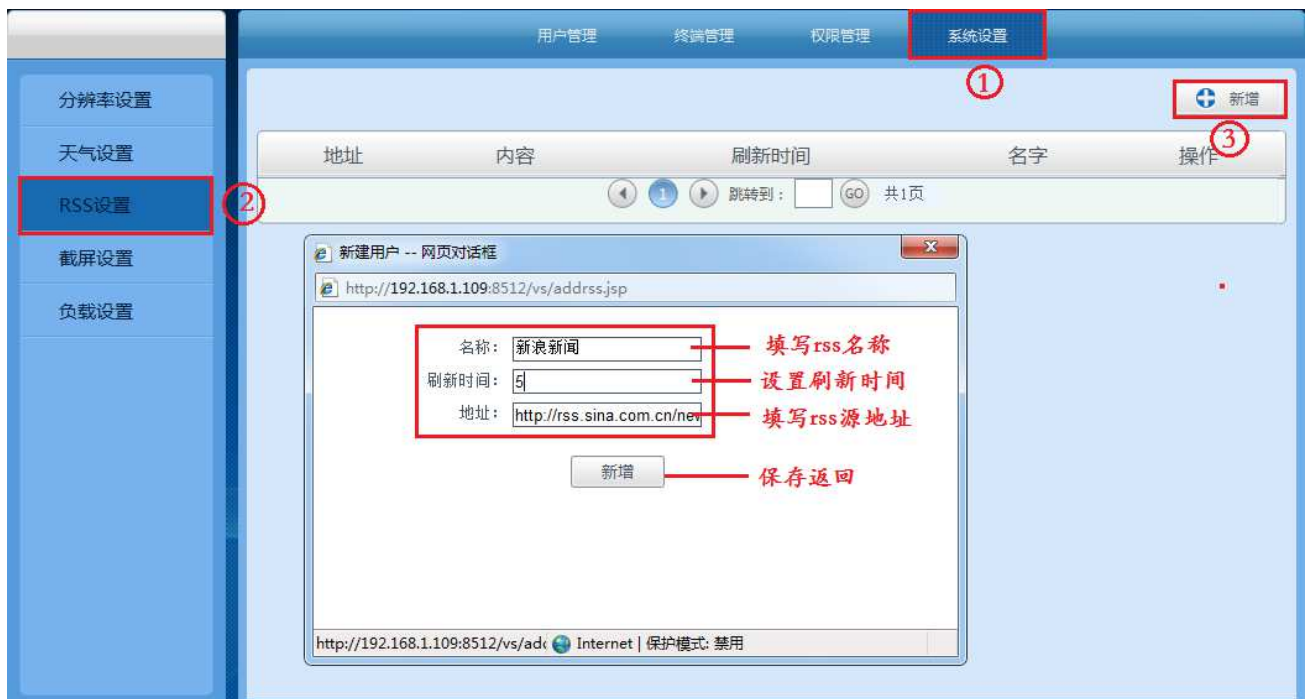 用户管理 终端管理 权限管理 系统设置
①
分辨率设置
天气设置
RSS设置
②
截屏设置
负载设置
新增
③
地址 内容 刷新时间 名字 操作
1 跳转到: GO 共1页
新建用户 -- 网页对话框
x
http://192.168.1.109:8512/vs/addrss.jsp
名称: 新浪新闻 填写rss名称
刷新时间: 5 设置刷新时间
地址: http://rss.sina.com.cn/nev 填写rss源地址
新增 保存返回
http://192.168.1.109:8512/vs/adc Internet | 保护模式: 禁用